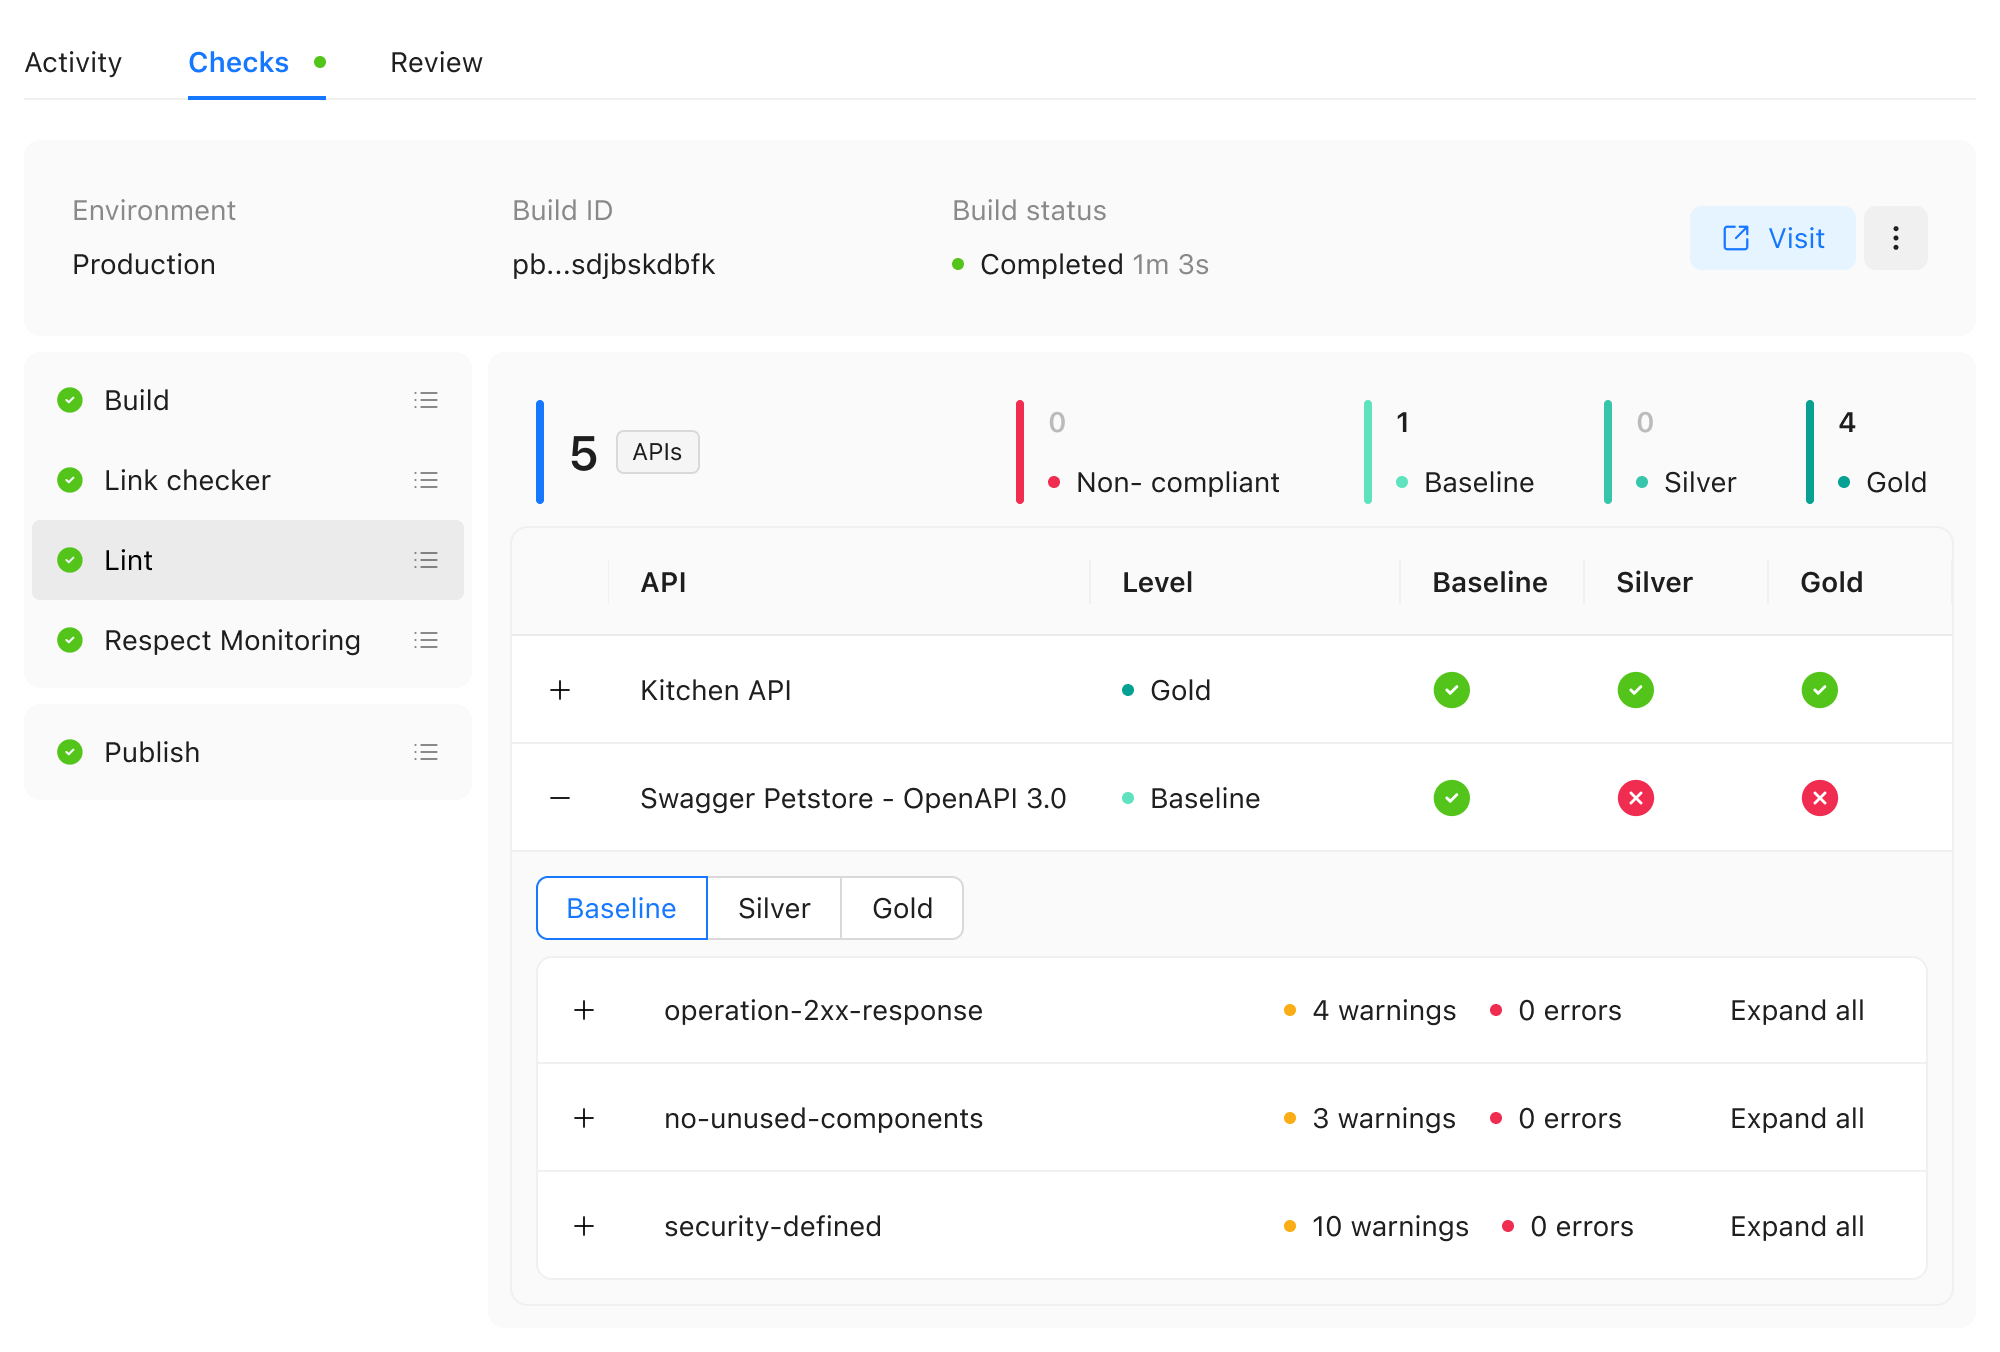 Activity
Checks
Review
Environment
Production
Build ID
pb...sdjbskdbfk
Build status
Completed 1m 3s
Visit
Build
Link checker
Lint
Respect Monitoring
Publish
5 APIs
0
Non- compliant
1
Baseline
0
Silver
4
Gold
API Level Baseline Silver Gold
Kitchen API Gold
Swagger Petstore - OpenAPI 3.0 Baseline
Baseline Silver Gold
operation-2xx-response 4 warnings 0 errors Expand all
no-unused-components 3 warnings 0 errors Expand all
security-defined 10 warnings 0 errors Expand all